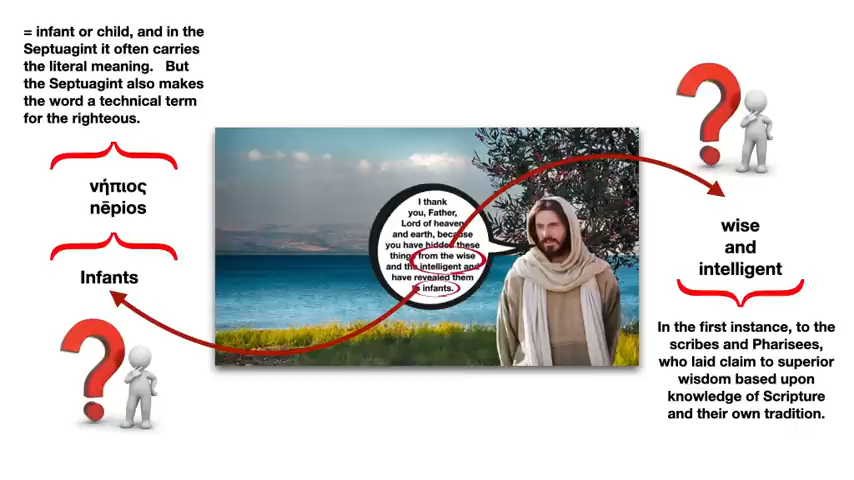 = infant or child, and in the
Septuagint it often carries
the literal meaning. But
the Septuagint also makes
the word a technical term
for the righteous.
νήπιος
nēpios
Infants
I thank
you, Father,
Lord of heaven
and earth, because
you have hidden these
things from the wise
and the intelligent and
have revealed them
to infants.
wise
and
intelligent
In the first instance, to the
scribes and Pharisees,
who laid claim to superior
wisdom based upon
knowledge of Scripture
and their own tradition.